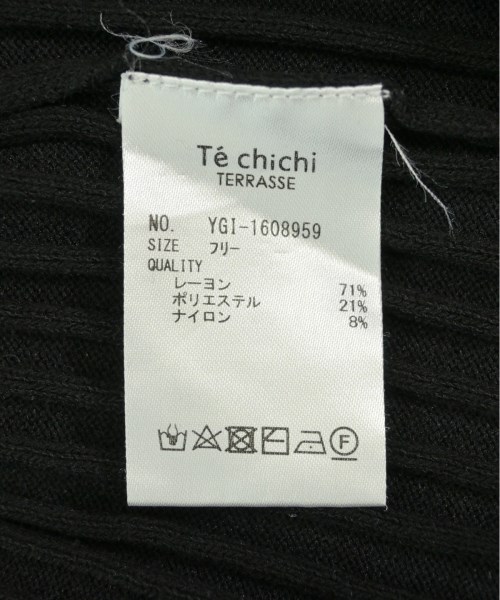 Té chichi
TERRASSE
NO. YGI-1608959
SIZE フリー
QUALITY
レーヨン 71%
ポリエステル 21%
ナイロン 8%
F